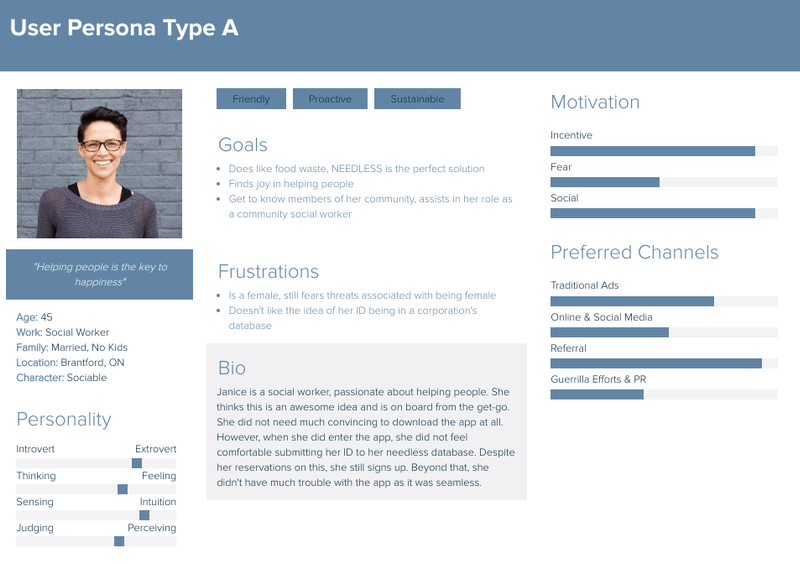 User Persona Type A
"Helping people is the key to
happiness"
Age: 45
Work: Social Worker
Family: Married, No Kids
Location: Brantford, ON
Character: Sociable
Personality
Introvert Extrovert
Thinking Feeling
Sensing Intuition
Judging Perceiving
Friendly Proactive Sustainable
Goals
• Does like food waste, NEEDLESS is the perfect solution
• Finds joy in helping people
• Get to know members of her community, assists in her role as
a community social worker
Frustrations
• Is a female, still fears threats associated with being female
• Doesn't like the idea of her ID being in a corporation's
database
Bio
Janice is a social worker, passionate about helping people. She
thinks this is an awesome idea and is on board from the get-go.
She did not need much convincing to download the app at all.
However, when she did enter the app, she did not feel
comfortable submitting her ID to her needless database. Despite
her reservations on this, she still signs up. Beyond that, she
didn't have much trouble with the app as it was seamless.
Motivation
Incentive
Fear
Social
Preferred Channels
Traditional Ads
Online & Social Media
Referral
Guerrilla Efforts & PR